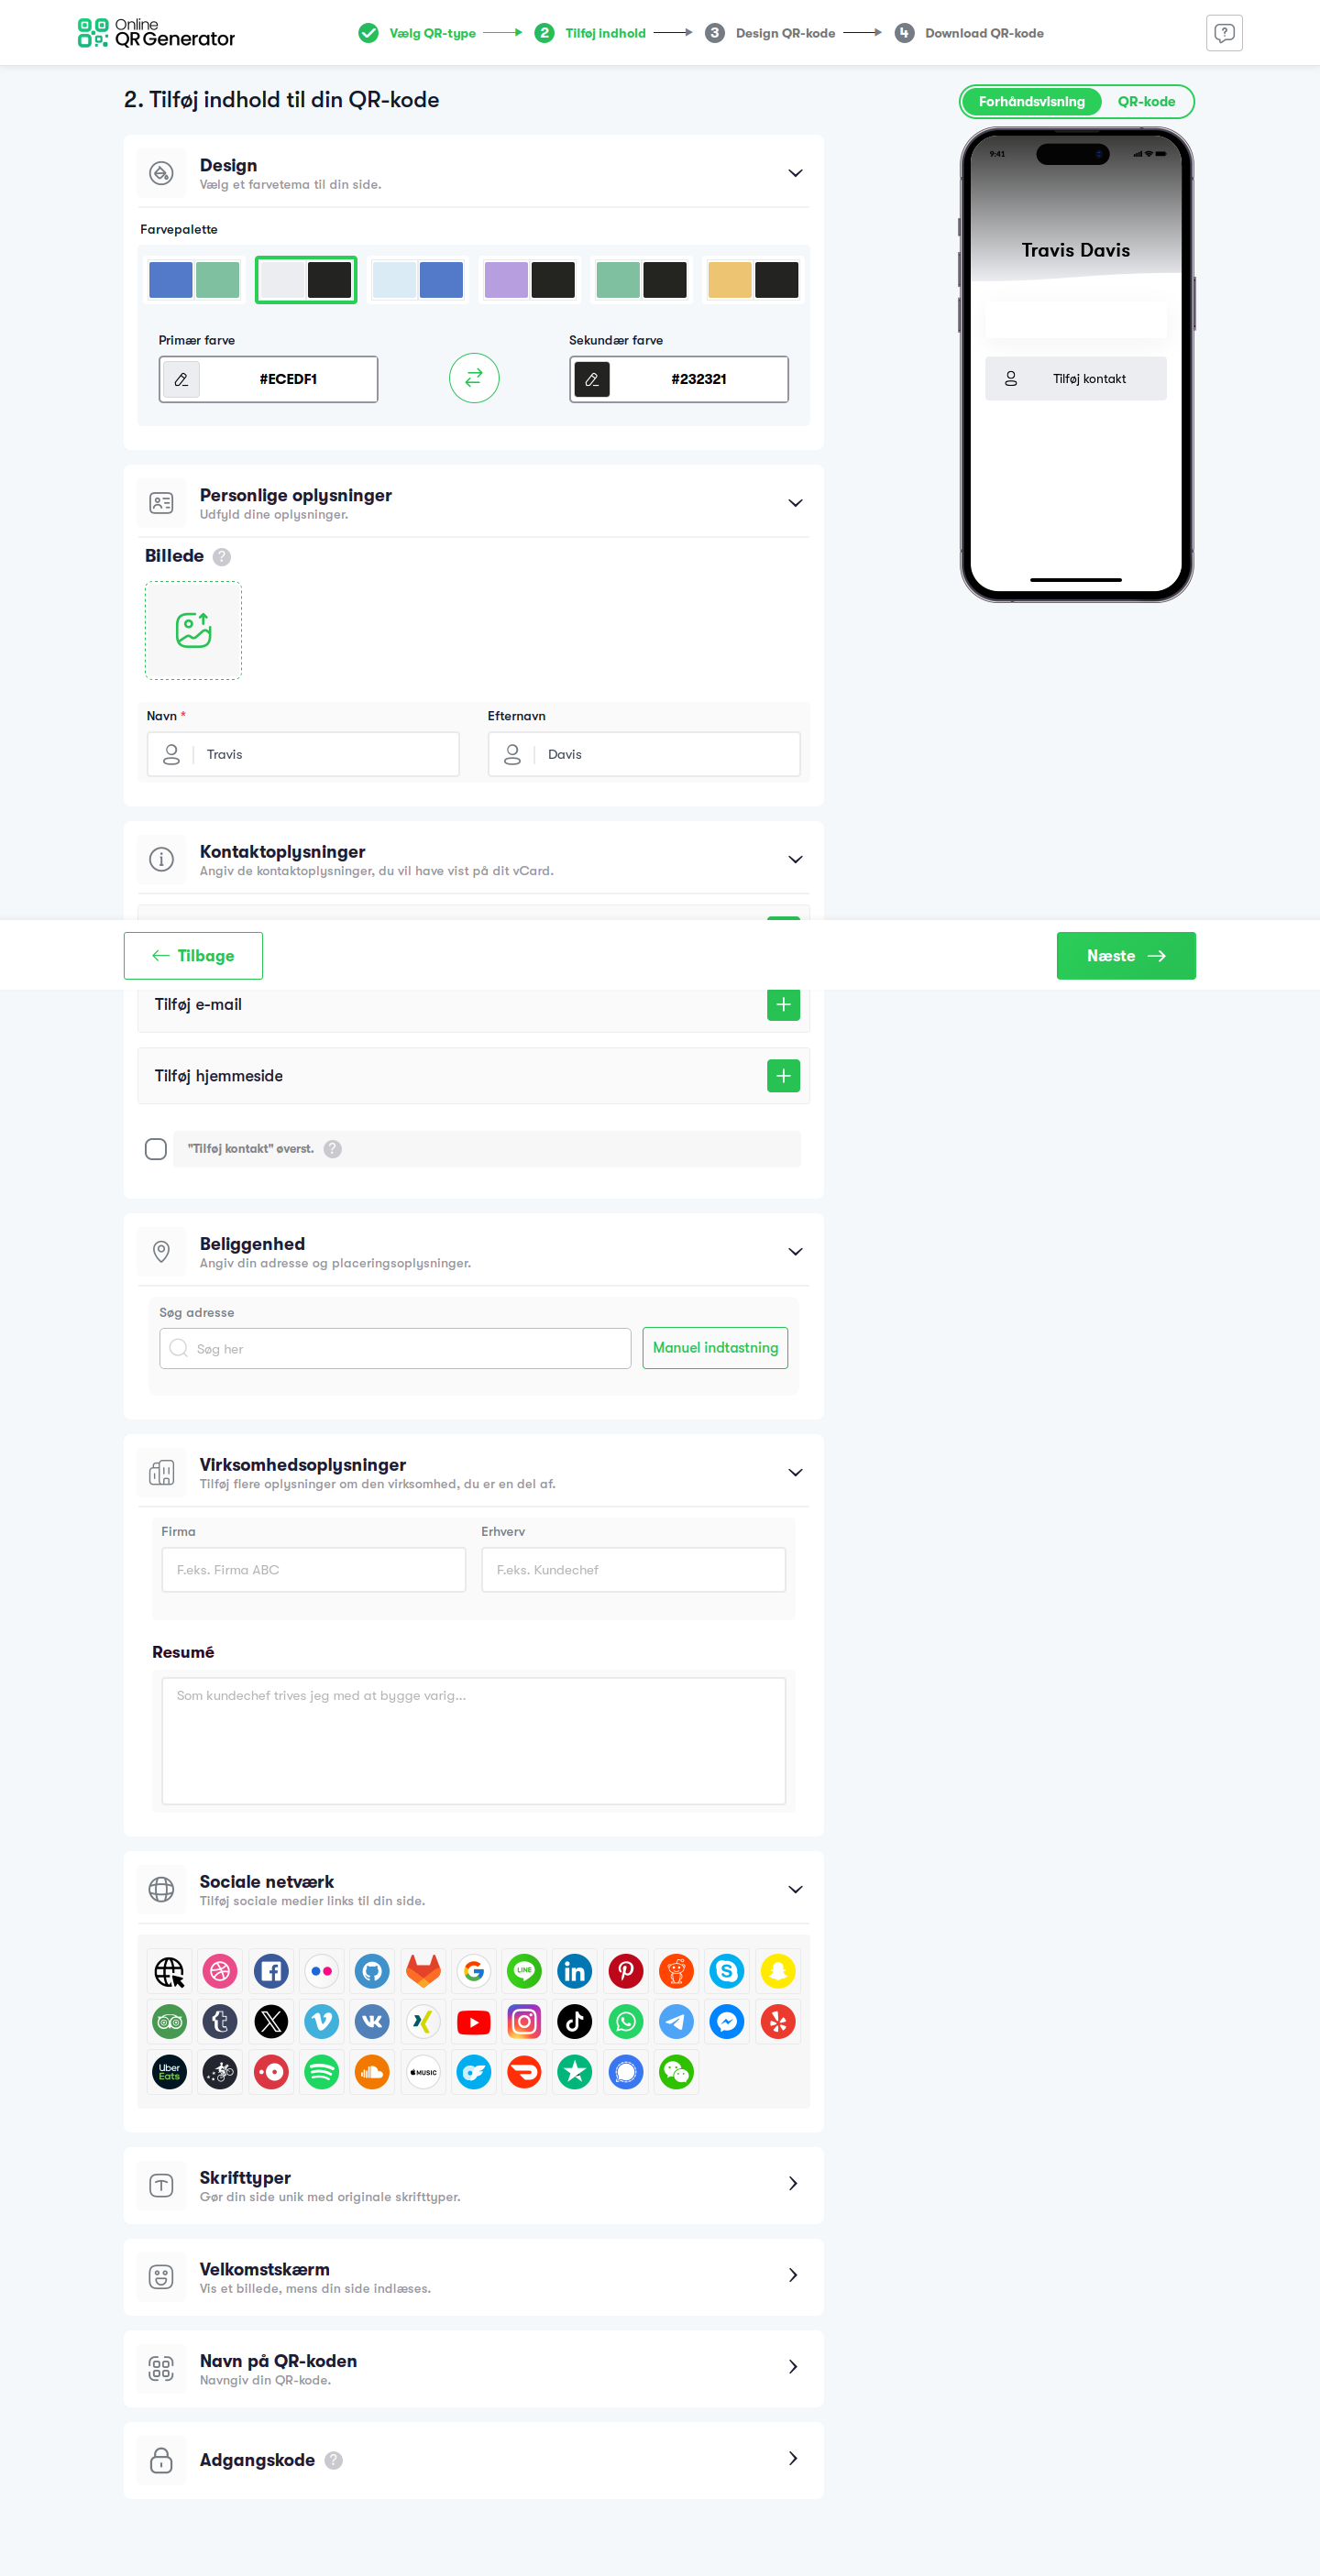 Online
QR Generator
Vælg QR-type
2 Tilføj indhold
3 Design QR-kode
4 Download QR-kode
2. Tilføj indhold til din QR-kode
Forhåndsvisning
QR-kode
Design
Vælg et farvetema til din side.
Farvepalette
Primær farve
#ECEDF1
Sekundær farve
#232321
9:41
Travis Davis
Tilføj kontakt
Personlige oplysninger
Udfyld dine oplysninger.
Billede ?
Navn *
Efternavn
Travis
Davis
Kontaktoplysninger
Angiv de kontaktoplysninger, du vil have vist på dit vCard.
Tilbage
Næste
Tilføj e-mail
Tilføj hjemmeside
"Tilføj kontakt" øverst. ?
Beliggenhed
Angiv din adresse og placeringsoplysninger.
Søg adresse
Søg her
Manuel indtastning
Virksomhedsoplysninger
Tilføj flere oplysninger om den virksomhed, du er en del af.
Firma
Erhverv
F.eks. Firma ABC
F.eks. Kundechef
Resumé
Som kundechef trives jeg med at bygge varig...
Sociale netværk
Tilføj sociale medier links til din side.
LINE
Uber
Eats
MUSIC
Skrifttyper
Gør din side unik med originale skrifttyper.
Velkomstskærm
Vis et billede, mens din side indlæses.
Navn på QR-koden
Navngiv din QR-kode.
Adgangskode ?